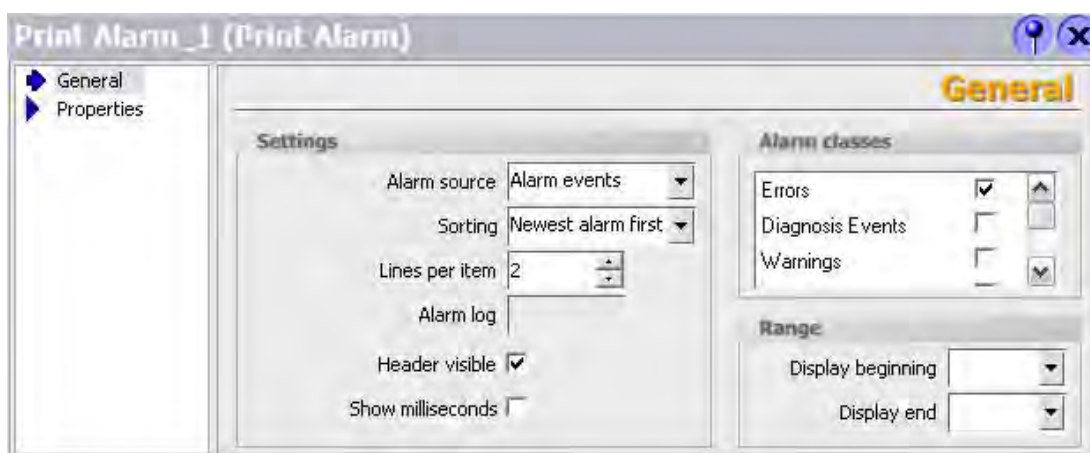 Print Alarm_1 (Print Alarm)
General
Properties
General
Settings
Alarm source Alarm events
Sorting Newest alarm first
Lines per item 2
Alarm log
Header visible
Show milliseconds
Alarm classes
Errors
Diagnosis Events
Warnings
Range
Display beginning
Display end